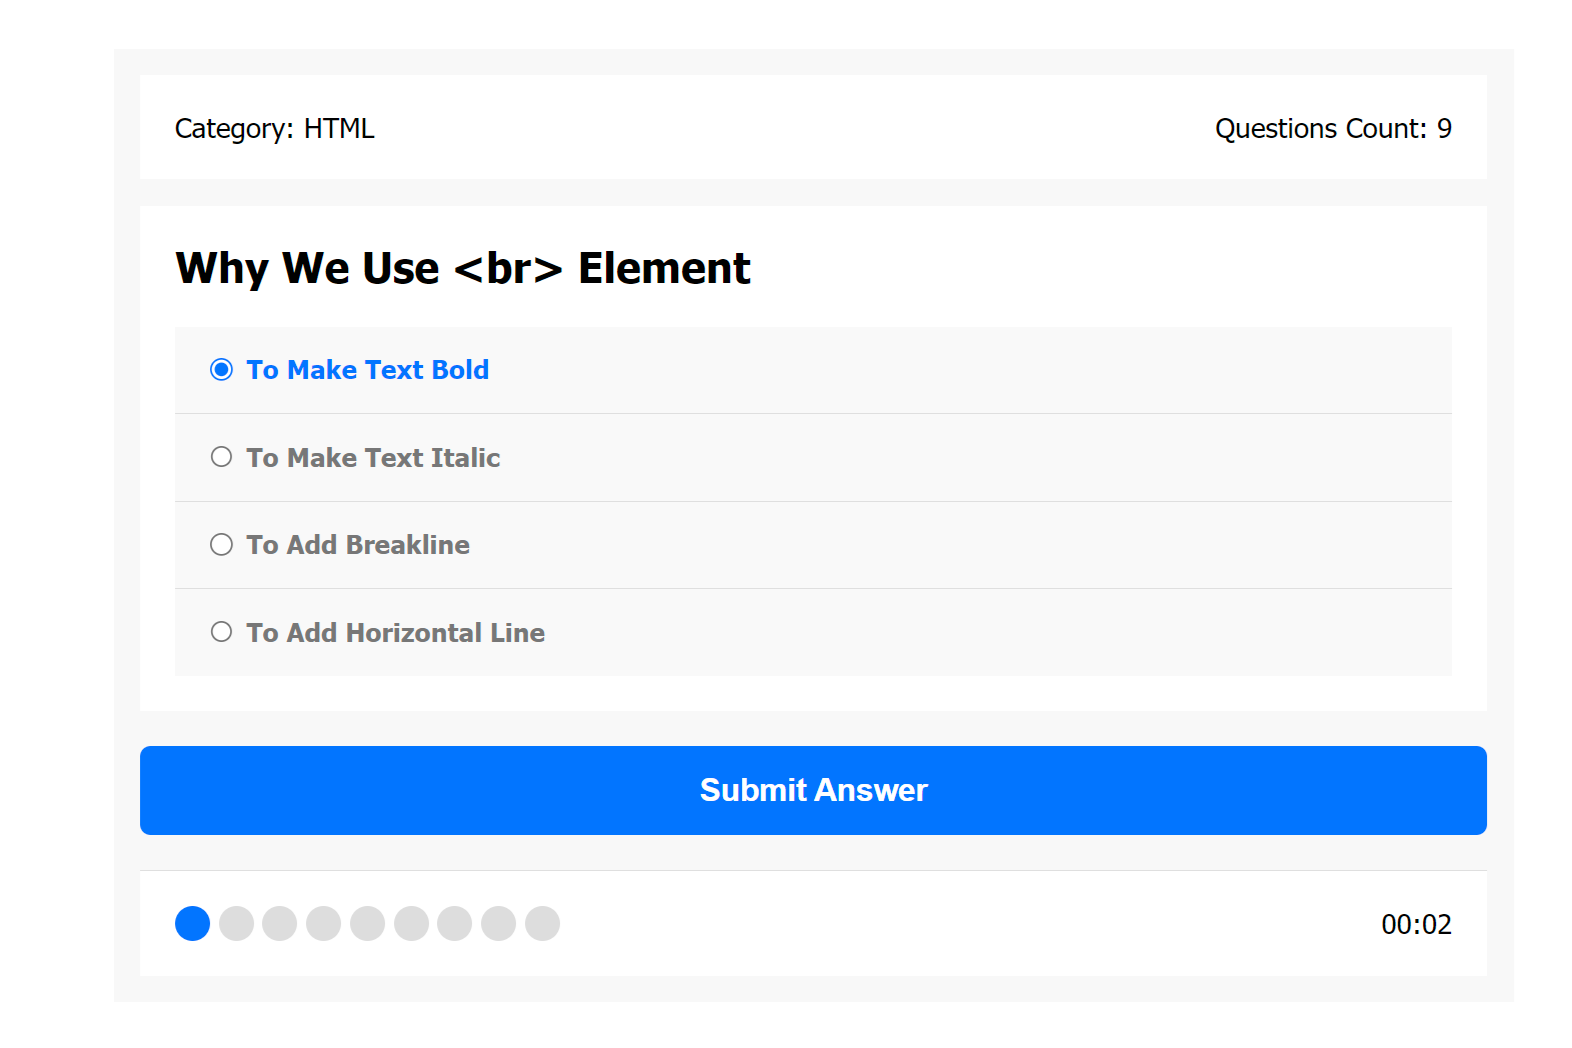 Category: HTML
Questions Count: 9
Why We Use <br> Element
To Make Text Bold
To Make Text Italic
To Add Breakline
To Add Horizontal Line
Submit Answer
00:02